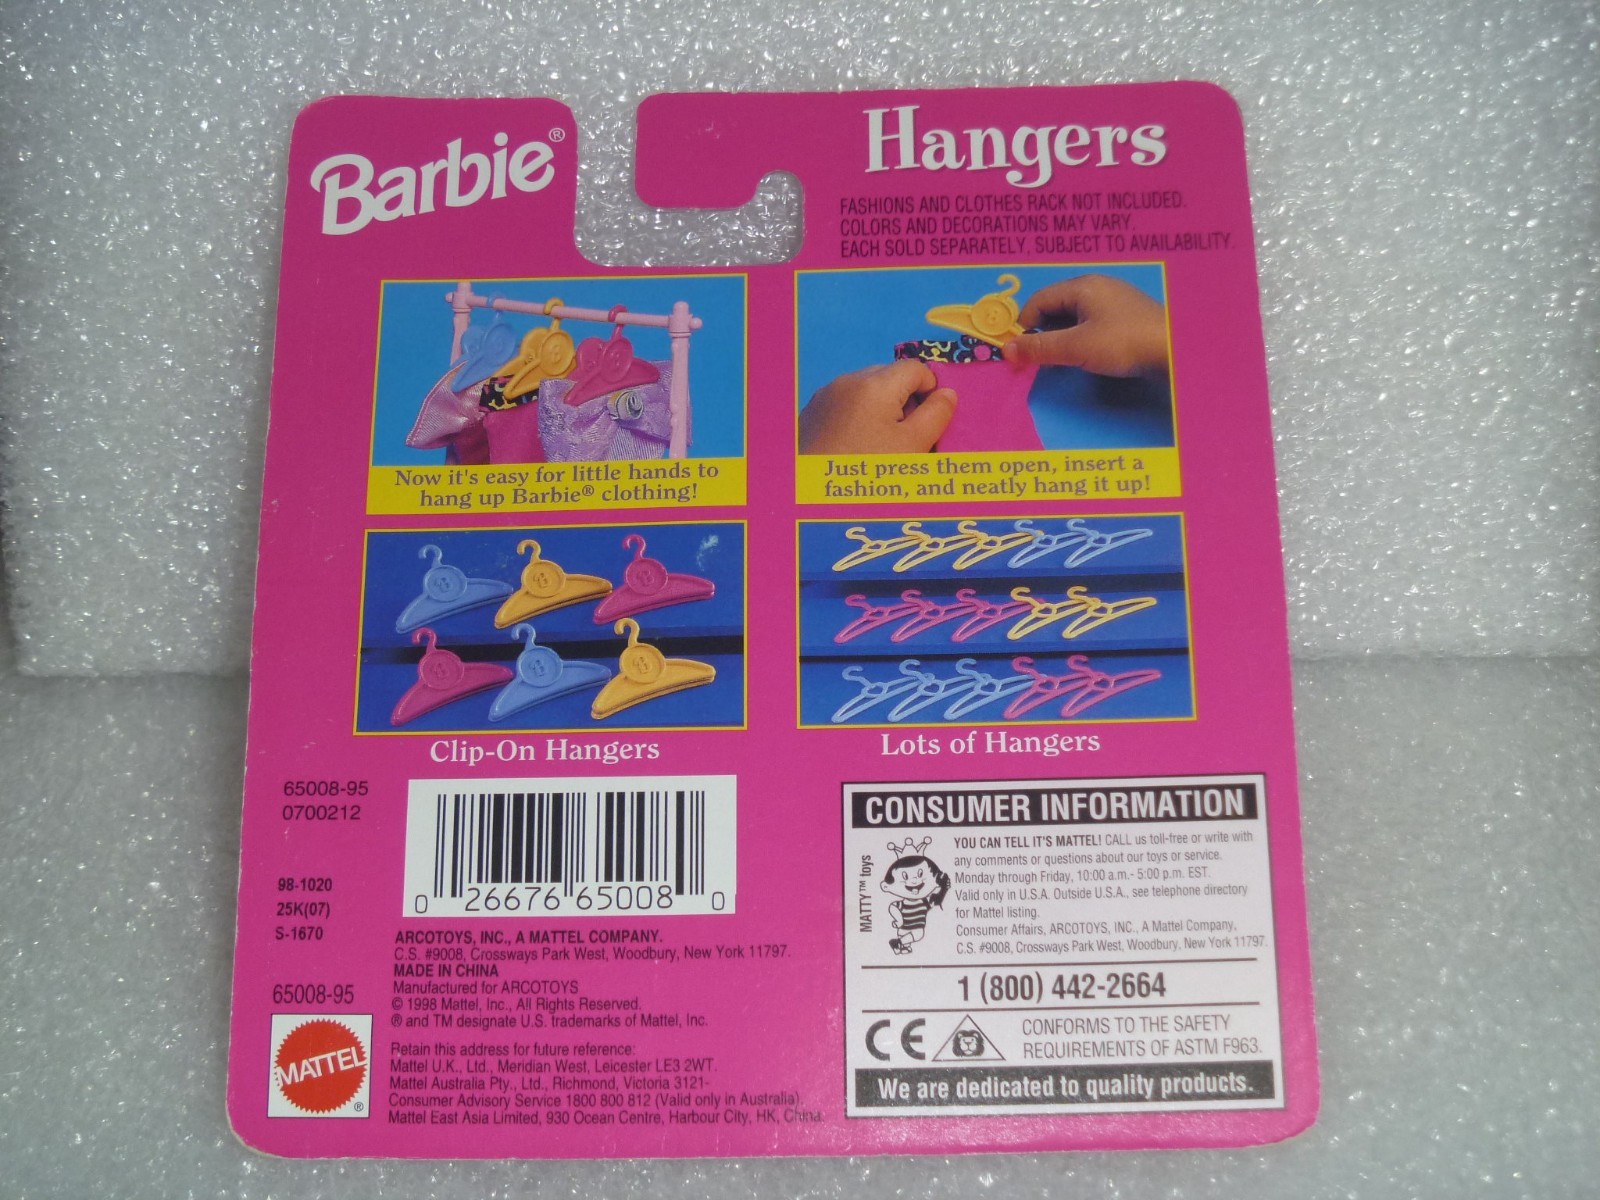 Barbie®
Hangers
FASHIONS AND CLOTHES RACK NOT INCLUDED.
COLORS AND DECORATIONS MAY VARY.
EACH SOLD SEPARATELY. SUBJECT TO AVAILABILITY.
Now it's easy for little hands to
hang up Barbie® clothing!
Just press them open, insert a
fashion, and neatly hang it up!
Clip-On Hangers
Lots of Hangers
65008-95
0700212
98-1020
25K(07)
S-1670
65008-95
MATTEL®
0 26676 65008 0
ARCOTOYS, INC., A MATTEL COMPANY.
C.S. #9008, Crossways Park West, Woodbury, New York 11797.
MADE IN CHINA
Manufactured for ARCOTOYS
© 1998 Mattel, Inc., All Rights Reserved.
® and TM designate U.S. trademarks of Mattel, Inc.
Retain this address for future reference:
Mattel U.K., Ltd., Meridian West, Leicester LE3 2WT.
Mattel Australia Pty., Ltd., Richmond, Victoria 3121-
Consumer Advisory Service 1800 800 812 (Valid only in Australia).
Mattel East Asia Limited, 930 Ocean Centre, Harbour City, HK, China.
CONSUMER INFORMATION
MATTY™ toys
YOU CAN TELL IT'S MATTEL! CALL us toll-free or write with
any comments or questions about our toys or service.
Monday through Friday, 10:00 a.m.- 5:00 p.m. EST.
Valid only in U.S.A. Outside U.S.A., see telephone directory
for Mattel listing.
Consumer Affairs, ARCOTOYS, INC., A Mattel Company,
C.S. #9008, Crossways Park West, Woodbury, New York 11797.
1 (800) 442-2664
CE
CONFORMS TO THE SAFETY
REQUIREMENTS OF ASTM F963.
We are dedicated to quality products.